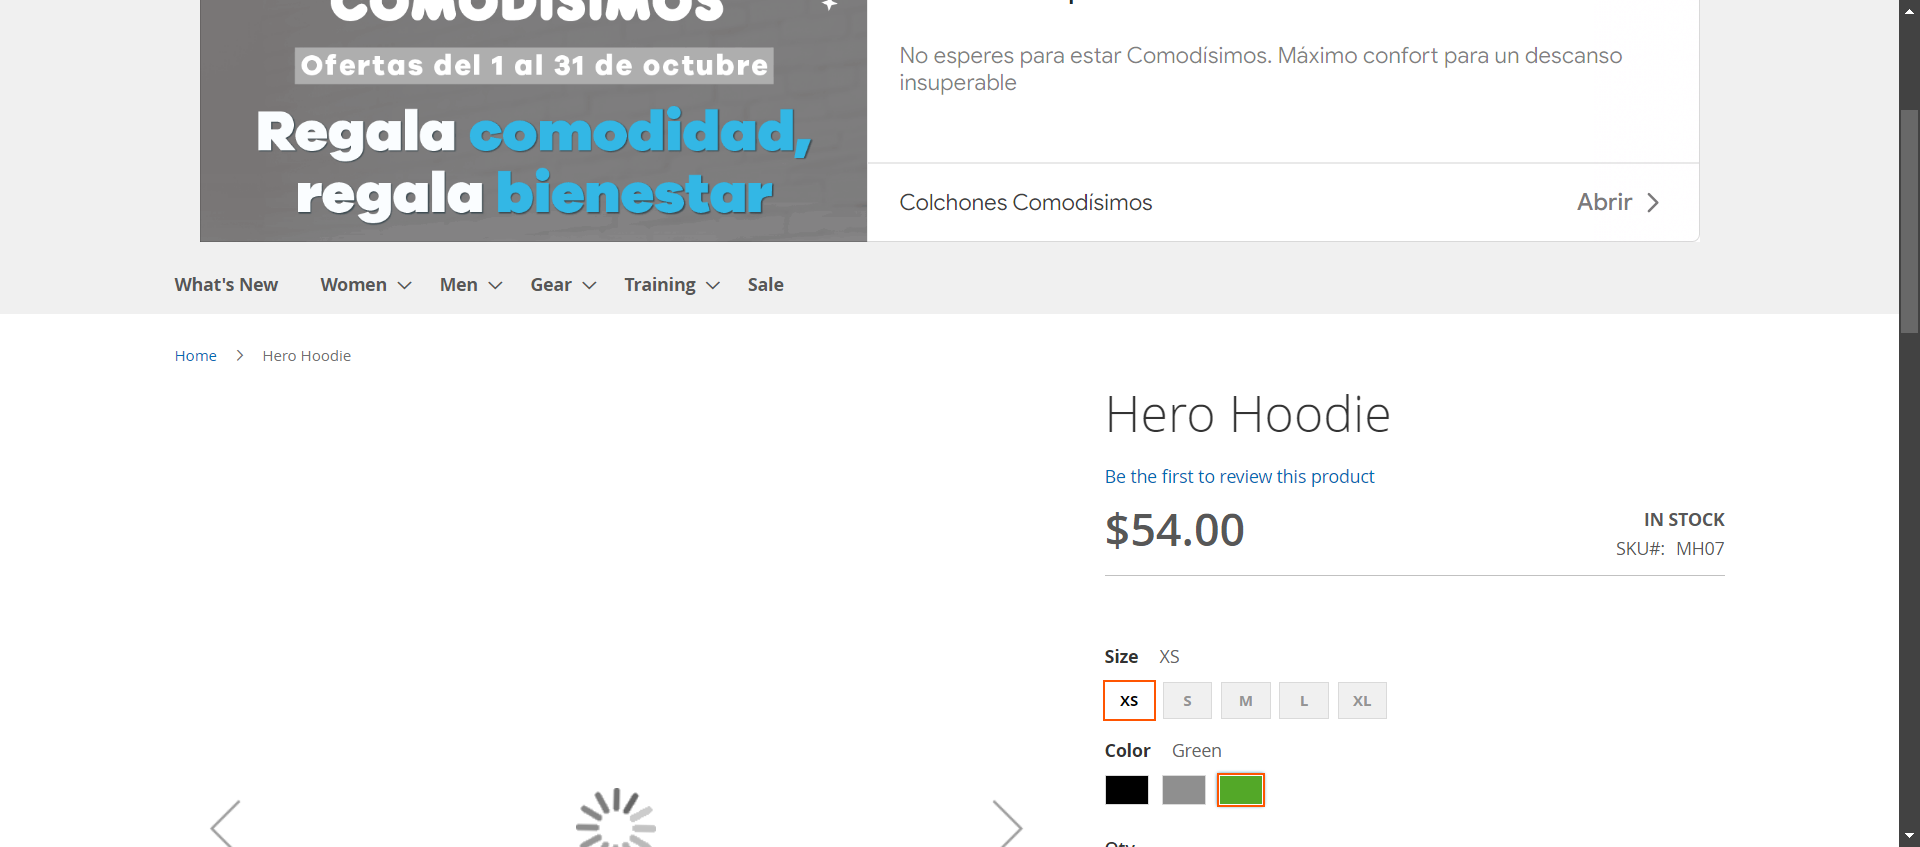 COMODÍSIMOS
Ofertas del 1 al 31 de octubre
Regala comodidad,
regala bienestar
No esperes para estar Comodísimos. Máximo confort para un descanso
insuperable
Colchones Comodísimos
Abrir
What's New Women Men Gear Training Sale
Home > Hero Hoodie
Hero Hoodie
Be the first to review this product
$54.00
IN STOCK
SKU#: MH07
Size XS
XS S M L XL
Color Green